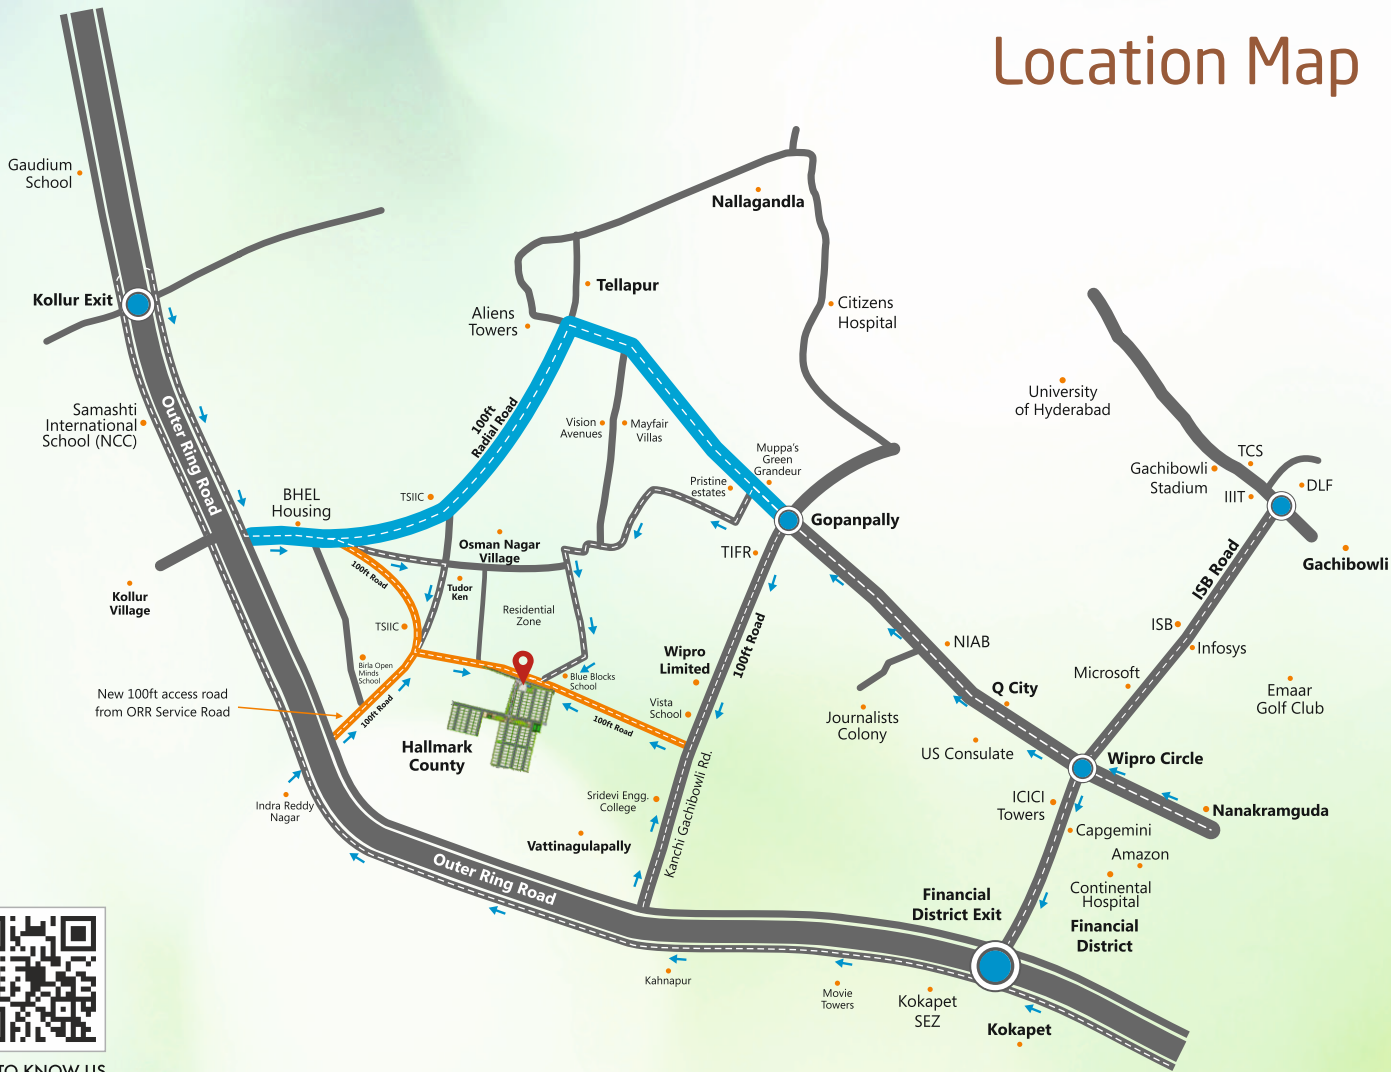 Location Map
Gaudium
School
Nallagandla
Kollur Exit
Tellapur
Aliens
Towers
Citizens
Hospital
University
of Hyderabad
Samashti
International
School (NCC)
Outer Ring Road
100ft
Radial Road
Vision
Avenues
Mayfair
Villas
Muppa's
Green
Grandeur
Pristine
estates
TCS
Gachibowli
Stadium
IIIT
DLF
BHEL
Housing
TSIIC
Gopanpally
Osman Nagar
Village
TIFR
Gachibowli
100ft Road
Kollur
Village
Tudor
Ken
Residential
Zone
ISB Road
TSIIC
100ft Road
ISB
Infosys
NIAB
Birla Open
Minds
School
Wipro
Limited
Blue Blocks
School
Microsoft
Q City
Emaar
Golf Club
New 100ft access road
from ORR Service Road
100ft Road
Vista
School
100ft Road
Journalists
Colony
US Consulate
Hallmark
County
Wipro Circle
Kanchi Gachibowli Rd.
Indra Reddy
Nagar
Sridevi Engg.
College
ICICI
Towers
Nanakramguda
Capgemini
Vattinagulapally
Amazon
Outer Ring Road
Continental
Hospital
Financial
District Exit
Financial
District
Kahnapur
Movie
Towers
Kokapet
SEZ
Kokapet
TO KNOW US